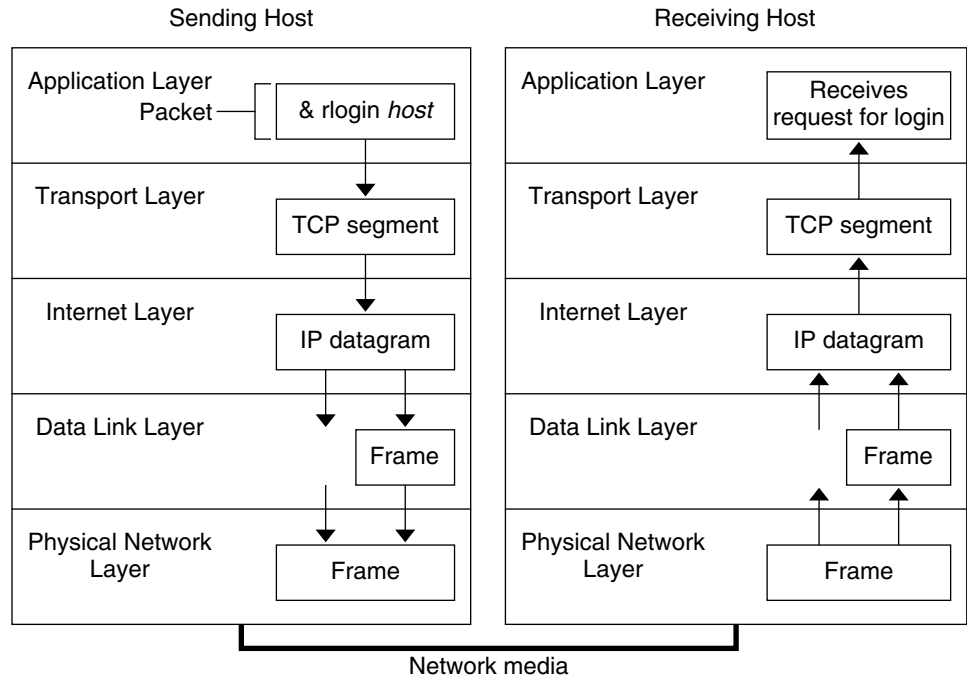 Sending Host
Application Layer
Packet
& rlogin host
Transport Layer
TCP segment
Internet Layer
IP datagram
Data Link Layer
Frame
Physical Network
Layer
Frame
Receiving Host
Application Layer
Receives
request for login
Transport Layer
TCP segment
Internet Layer
IP datagram
Data Link Layer
Frame
Physical Network
Layer
Frame
Network media